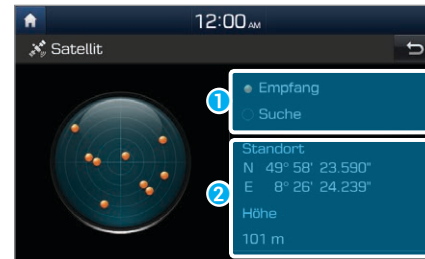 12:00 AM
Satellit
1
Empfang
Suche
2
Standort
N 49° 58' 23.590"
E 8° 26' 24.239"
Höhe
101 m